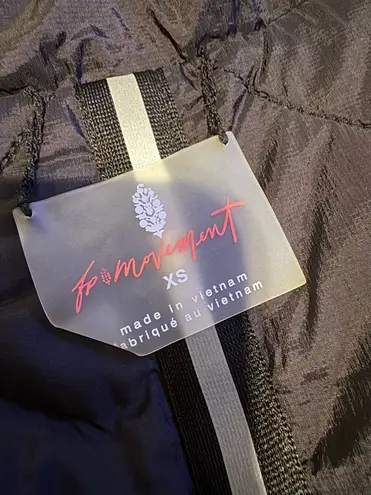 fp movement
XS
made in vietnam
fabriqué au vietnam